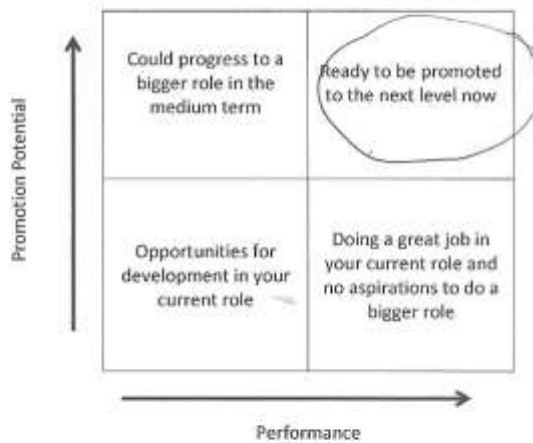 Promotion Potential
Could progress to a
bigger role in the
medium term
Ready to be promoted
to the next level now
Opportunities for
development in your
current role
Doing a great job in
your current role and
no aspirations to do a
bigger role
Performance